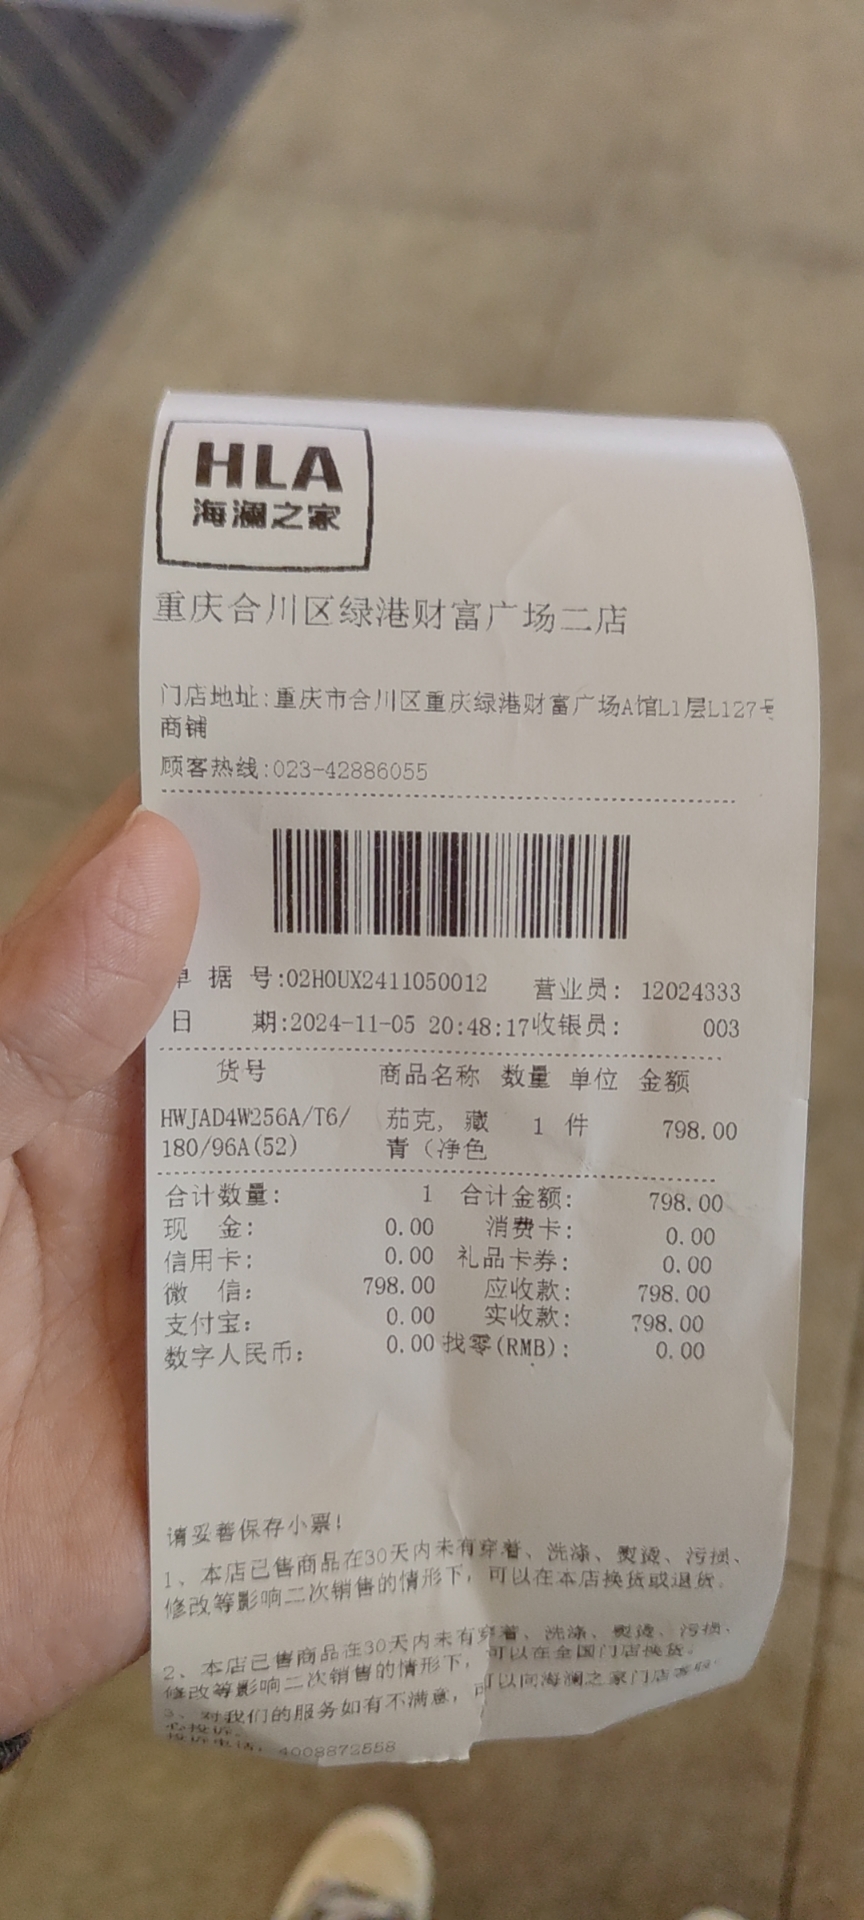 HLA
海澜之家
重庆合川区绿港财富广场二店
门店地址:重庆市合川区重庆绿港财富广场A馆L1层L127号
商铺
顾客热线:023-42886055
单 据 号:02H0UX2411050012 营业员: 12024333
日 期:2024-11-05 20:48:17收银员: 003
货号 商品名称 数量 单位 金额
HWJAD4W256A/T6/ 茄克, 藏 1 件 798.00
180/96A(52) 青（净色
合计数量: 1 合计金额: 798.00
现 金: 0.00 消费卡: 0.00
信用卡: 0.00 礼品卡券: 0.00
微 信: 798.00 应收款: 798.00
支付宝: 0.00 实收款: 798.00
数字人民币: 0.00 找零(RMB): 0.00
请妥善保存小票!
1、本店已售商品在30天内未有穿着、洗涤、熨烫、污损、
修改等影响二次销售的情形下，可以在本店换货或退货。
2、本店已售商品在30天内未有穿着、洗涤、熨烫、污损、
修改等影响二次销售的情形下，可以在全国门店换货。
3、对我们的服务如有不满意，可以向海澜之家门店客服
心投诉。
投诉电话：4008872558